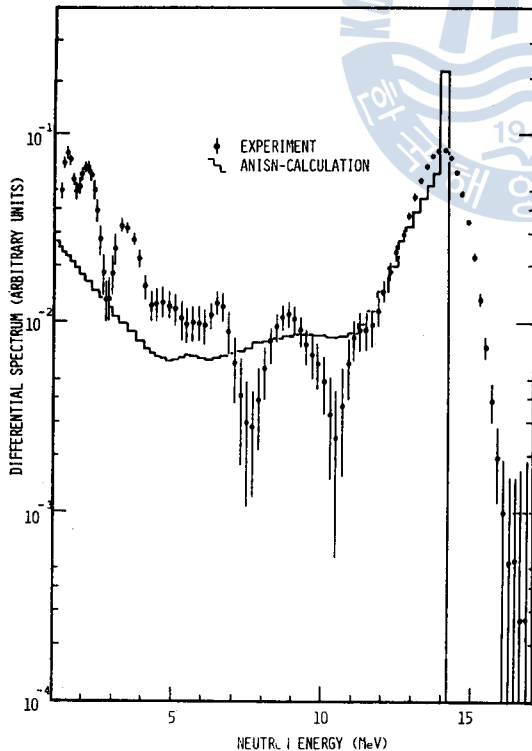 EXPERIMENT
ANISN-CALCULATION
DIFFERENTIAL SPECTRUM (ARBITRARY UNITS)
10⁻¹
10⁻²
10⁻³
10⁻⁴
5
10
15
ENERGY (MeV)
19